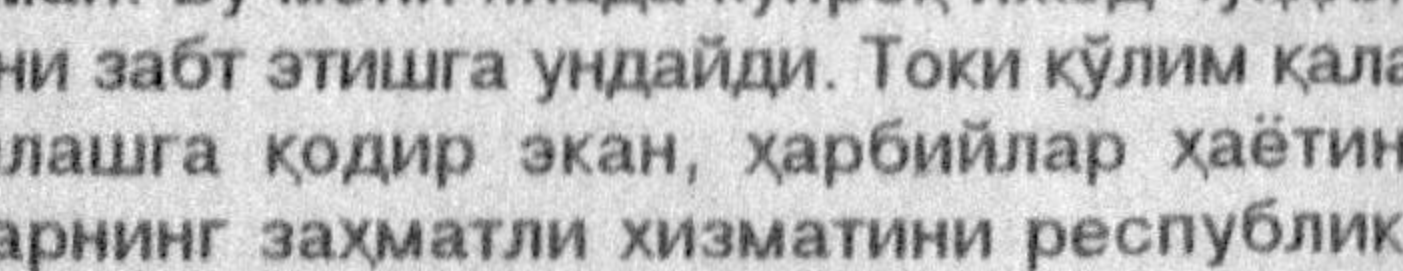 ни забт этишга ундайди. Токи қўлим қала
лашга қодир экан, ҳарбийлар ҳаётин
арнинг заҳматли хизматини республик